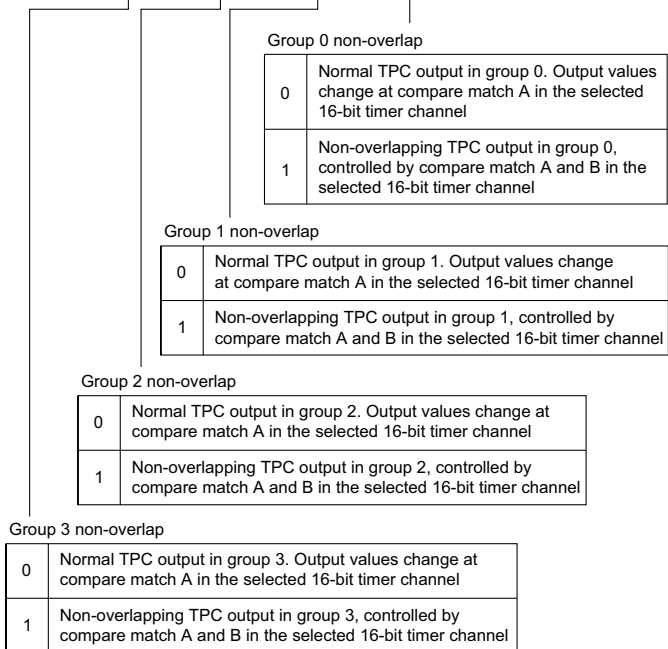 Group 0 non-overlap
0
Normal TPC output in group 0. Output values
change at compare match A in the selected
16-bit timer channel
1
Non-overlapping TPC output in group 0,
controlled by compare match A and B in the
selected 16-bit timer channel
Group 1 non-overlap
0
Normal TPC output in group 1. Output values change
at compare match A in the selected 16-bit timer channel
1
Non-overlapping TPC output in group 1, controlled by
compare match A and B in the selected 16-bit timer channel
Group 2 non-overlap
0
Normal TPC output in group 2. Output values change at
compare match A in the selected 16-bit timer channel
1
Non-overlapping TPC output in group 2, controlled by
compare match A and B in the selected 16-bit timer channel
Group 3 non-overlap
0
Normal TPC output in group 3. Output values change at
compare match A in the selected 16-bit timer channel
1
Non-overlapping TPC output in group 3, controlled by
compare match A and B in the selected 16-bit timer channel